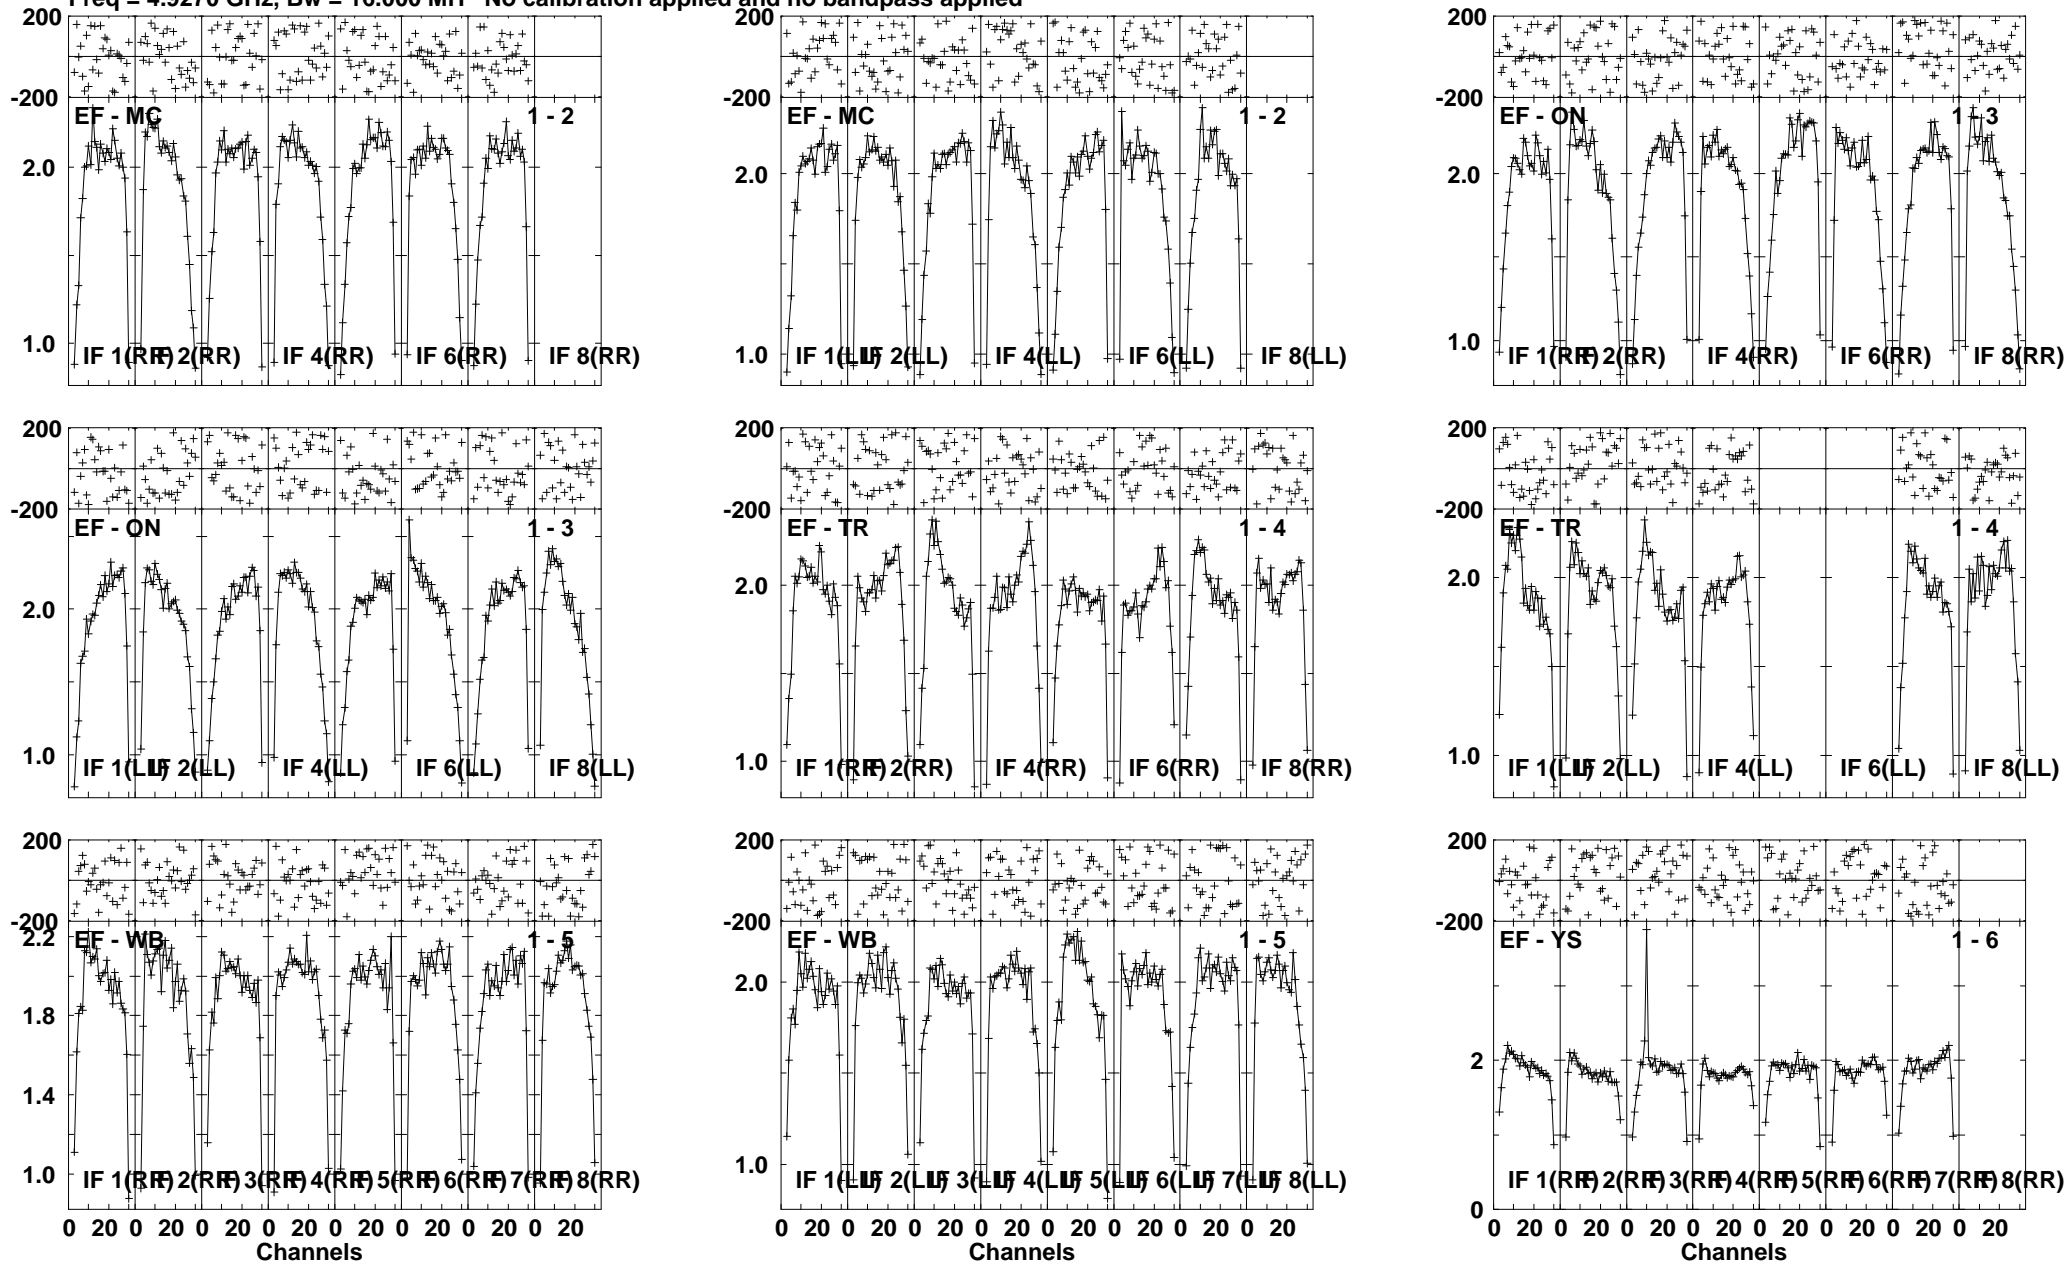 200 200 200
-200 -200 -200
EF - MC 1 - 2 EF - MC 1 - 2 EF - ON 1 - 3
2.0 2.0 2.0
1.0 1.0 1.0
IF 1(RR) IF 2(RR) IF 4(RR) IF 6(RR) IF 8(RR) IF 1(LL) IF 2(LL) IF 4(LL) IF 6(LL) IF 8(LL) IF 1(RR) IF 2(RR) IF 4(RR) IF 6(RR) IF 8(RR)
200 200 200
-200 -200 -200
EF - ON 1 - 3 EF - TR 1 - 4 EF - TR 1 - 4
2.0 2.0 2.0
1.0 1.0 1.0
IF 1(LL) IF 2(LL) IF 4(LL) IF 6(LL) IF 8(LL) IF 1(RR) IF 2(RR) IF 4(RR) IF 6(RR) IF 8(RR) IF 1(LL) IF 2(LL) IF 4(LL) IF 6(LL) IF 8(LL)
200 200 200
-200 -200 -200
2.2 EF - WB 1 - 5 EF - WB 1 - 5 EF - YS 1 - 6
2.0 2.0
1.8 2
1.4
1.0 1.0
IF 1(RR) IF 2(RR) IF 3(RR) IF 4(RR) IF 5(RR) IF 6(RR) IF 7(RR) IF 8(RR) IF 1(LL) IF 2(LL) IF 3(LL) IF 4(LL) IF 5(LL) IF 6(LL) IF 7(LL) IF 8(LL) IF 1(RR) IF 2(RR) IF 3(RR) IF 4(RR) IF 5(RR) IF 6(RR) IF 7(RR) IF 8(RR)
0
0 20 0 20 0 20 0 20 0 20 0 20 0 20 0 20 0 20 0 20 0 20 0 20 0 20 0 20 0 20 0 20 0 20 0 20 0 20 0 20 0 20 0 20 0 20 0 20
Channels Channels Channels